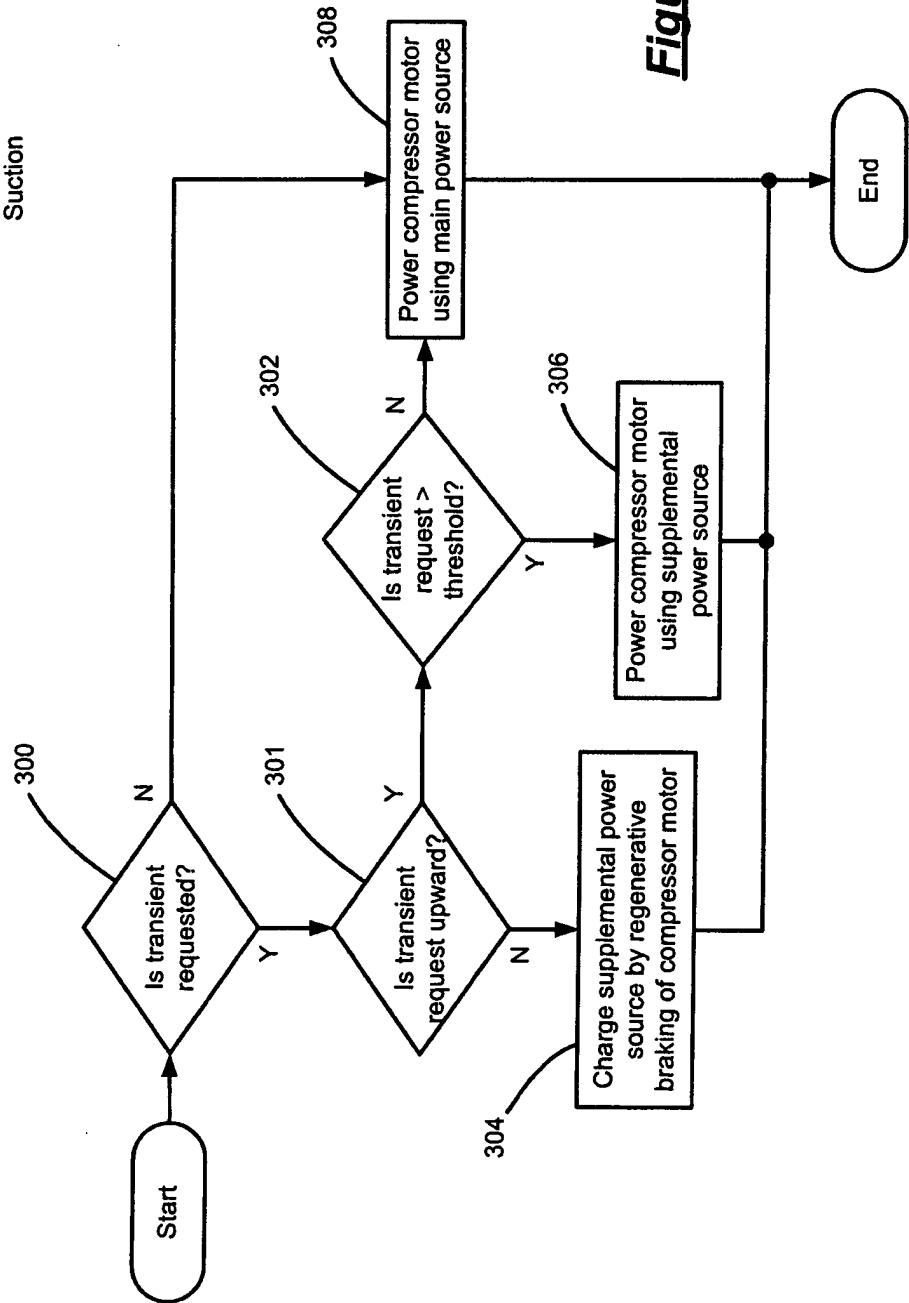 Suction
Start
Is transient
requested?
300
N
Y
Is transient
request upward?
301
Y
N
Is transient
request >
threshold?
302
N
Y
Power compressor motor
using main power source
308
Charge supplemental power
source by regenerative
braking of compressor motor
304
Power compressor motor
using supplemental
power source
306
End